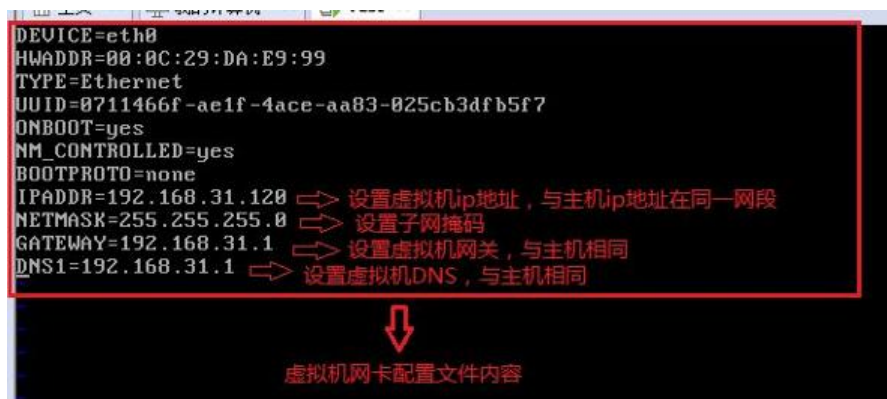 DEVICE=eth0
HWADDR=00:0C:29:DA:E9:99
TYPE=Ethernet
UUID=0711466f-ae1f-4ace-aa83-025cb3dfb5f7
ONBOOT=yes
NM_CONTROLLED=yes
BOOTPROTO=none
IPADDR=192.168.31.120 设置虚拟机ip地址，与主机ip地址在同一网段
NETMASK=255.255.255.0 设置子网掩码
GATEWAY=192.168.31.1 设置虚拟机网关，与主机相同
DNS1=192.168.31.1 设置虚拟机DNS，与主机相同
虚拟机网卡配置文件内容